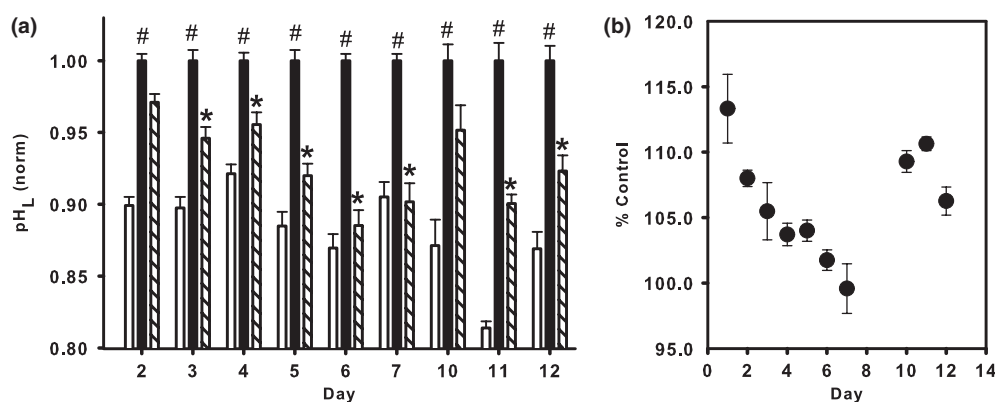 (a)
# # # # # # # # #
1.00
0.95
0.90
0.85
0.80
* * * * * * *
pHL (norm)
2 3 4 5 6 7 10 11 12
Day
(b)
120.0
115.0
110.0
105.0
100.0
95.0
% Control
0 2 4 6 8 10 12 14
Day